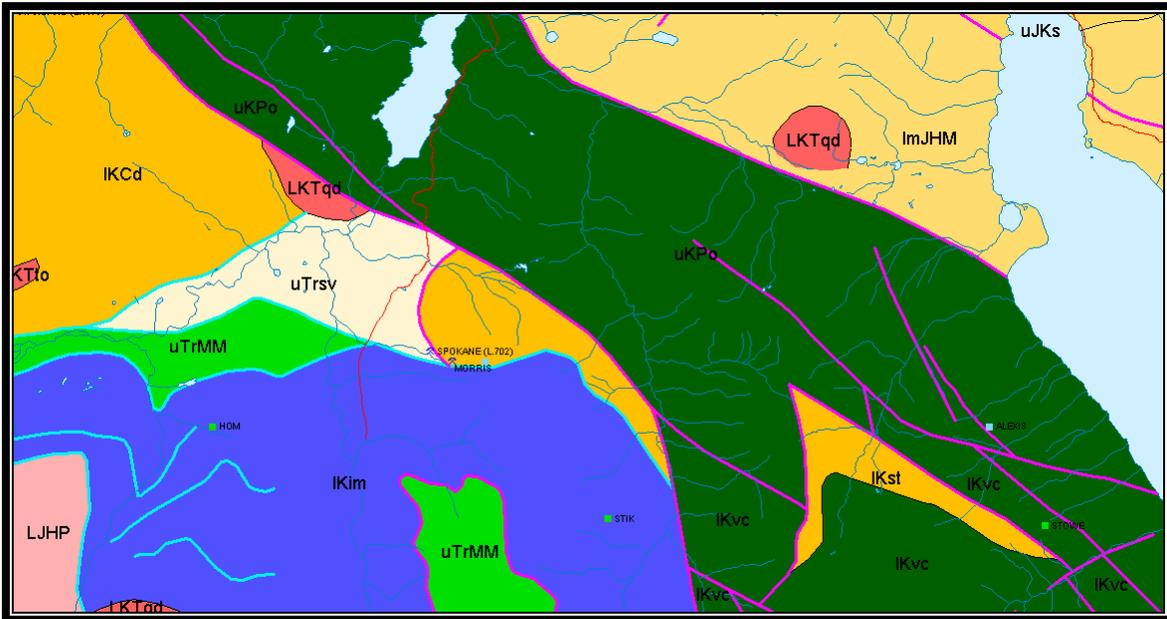 uJKs
uKPo
LKTqd
lmJHM
lKCd
LKTqd
uKPo
KTto
uTrsv
uTrMM
SPOKANE (L.702)
MORRIS
HOM
ALEXIS
lKim
lKst
lKvc
LJHP
STIK
lKvc
STOWE
uTrMM
lKvc
lKvc
lKvc
LKTqd